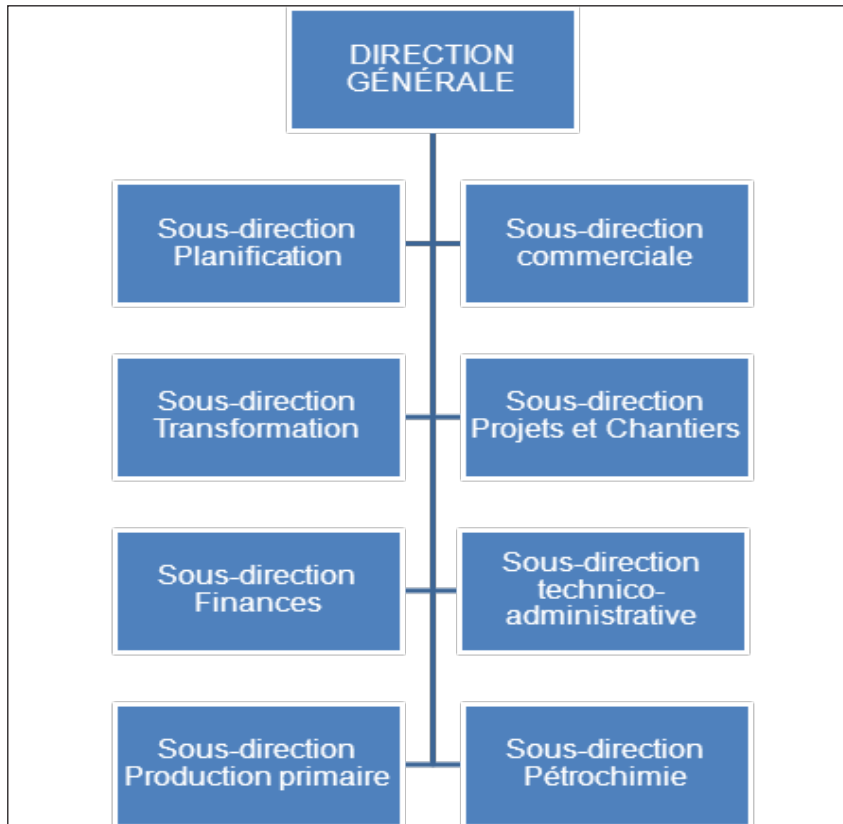 DIRECTION
GÉNÉRALE
Sous-direction
Planification
Sous-direction
commerciale
Sous-direction
Transformation
Sous-direction
Projets et Chantiers
Sous-direction
Finances
Sous-direction
technico-
administrative
Sous-direction
Production primaire
Sous-direction
Pétrochimie